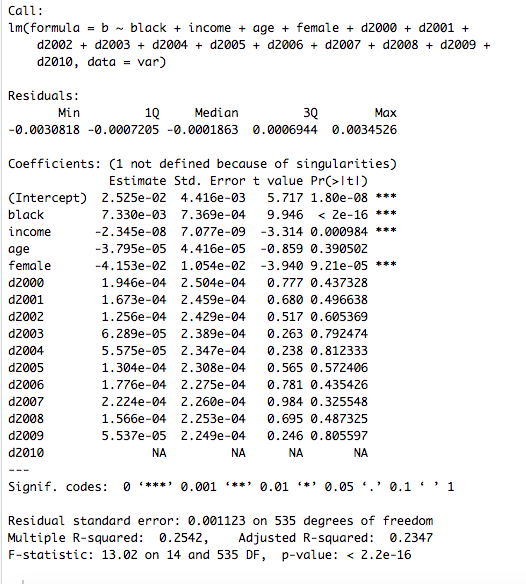 Call:
lm(formula = b ~ black + income + age + female + d2000 + d2001 +
    d2002 + d2003 + d2004 + d2005 + d2006 + d2007 + d2008 + d2009 +
    d2010, data = var)
Residuals:
       Min         1Q     Median         3Q        Max
-0.0030818 -0.0007205 -0.0001863  0.0006944  0.0034526
Coefficients: (1 not defined because of singularities)
              Estimate Std. Error t value Pr(>|t|)
(Intercept)  2.525e-02  4.416e-03   5.717 1.80e-08 ***
black        7.330e-03  7.369e-04   9.946  < 2e-16 ***
income      -2.345e-08  7.077e-09  -3.314 0.000984 ***
age         -3.795e-05  4.416e-05  -0.859 0.390502
female      -4.153e-02  1.054e-02  -3.940 9.21e-05 ***
d2000        1.946e-04  2.504e-04   0.777 0.437328
d2001        1.673e-04  2.459e-04   0.680 0.496638
d2002        1.256e-04  2.429e-04   0.517 0.605369
d2003        6.289e-05  2.389e-04   0.263 0.792474
d2004        5.575e-05  2.347e-04   0.238 0.812333
d2005        1.304e-04  2.308e-04   0.565 0.572406
d2006        1.776e-04  2.275e-04   0.781 0.435426
d2007        2.224e-04  2.260e-04   0.984 0.325548
d2008        1.566e-04  2.253e-04   0.695 0.487325
d2009        5.537e-05  2.249e-04   0.246 0.805597
d2010               NA         NA      NA       NA
---
Signif. codes:  0 ‘***’ 0.001 ‘**’ 0.01 ‘*’ 0.05 ‘.’ 0.1 ‘ ’ 1
Residual standard error: 0.001123 on 535 degrees of freedom
Multiple R-squared:  0.2542,    Adjusted R-squared:  0.2347
F-statistic: 13.02 on 14 and 535 DF,  p-value: < 2.2e-16